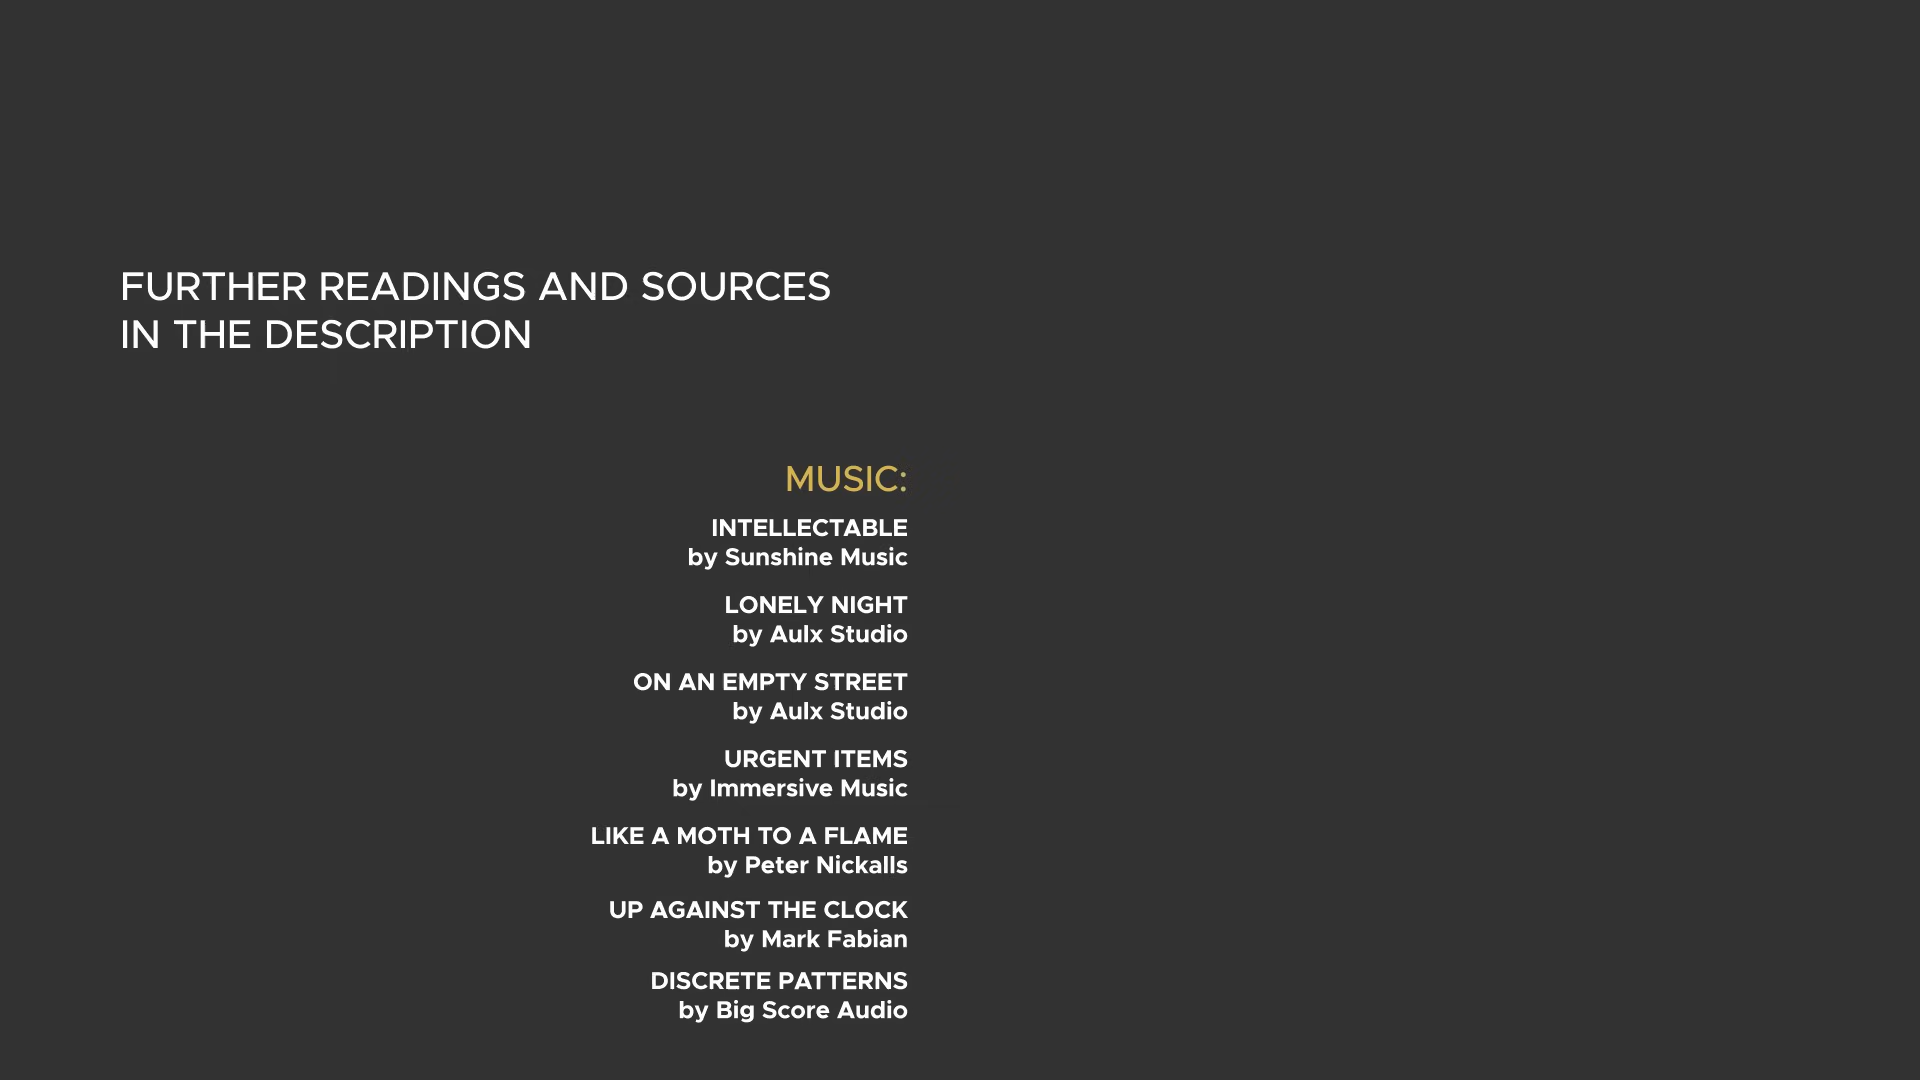 FURTHER READINGS AND SOURCES
IN THE DESCRIPTION
MUSIC:
INTELLECTABLE
by Sunshine Music
LONELY NIGHT
by Aulx Studio
ON AN EMPTY STREET
by Aulx Studio
URGENT ITEMS
by Immersive Music
LIKE A MOTH TO A FLAME
by Peter Nickalls
UP AGAINST THE CLOCK
by Mark Fabian
DISCRETE PATTERNS
by Big Score Audio